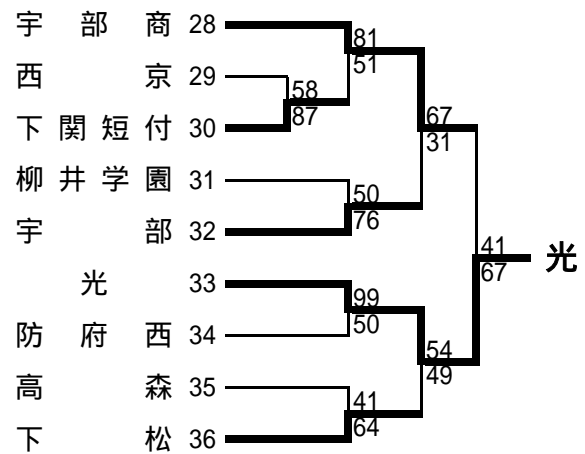 宇部商 28
81
51
西京 29
58
87
下関短付 30
67
31
柳井学園 31
50
76
宇部 32
41
67
光
光 33
99
50
防府西 34
54
49
高森 35
41
64
下松 36